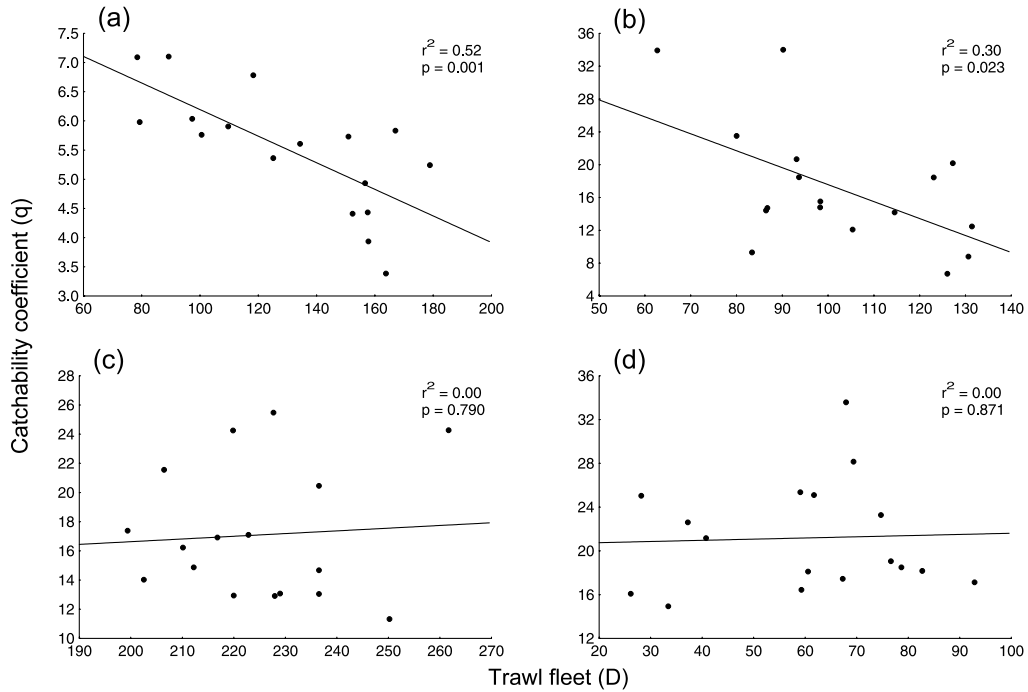 (a)
r² = 0.52
p = 0.001
7.5
7.0
6.5
6.0
5.5
5.0
4.5
4.0
3.5
3.0
60 80 100 120 140 160 180 200
(b)
r² = 0.30
p = 0.023
36
32
28
24
20
16
12
8
4
50 60 70 80 90 100 110 120 130 140
Catchability coefficient (q)
(c)
r² = 0.00
p = 0.790
28
26
24
22
20
18
16
14
12
10
190 200 210 220 230 240 250 260 270
(d)
r² = 0.00
p = 0.871
36
32
28
24
20
16
12
20 30 40 50 60 70 80 90 100
Trawl fleet (D)